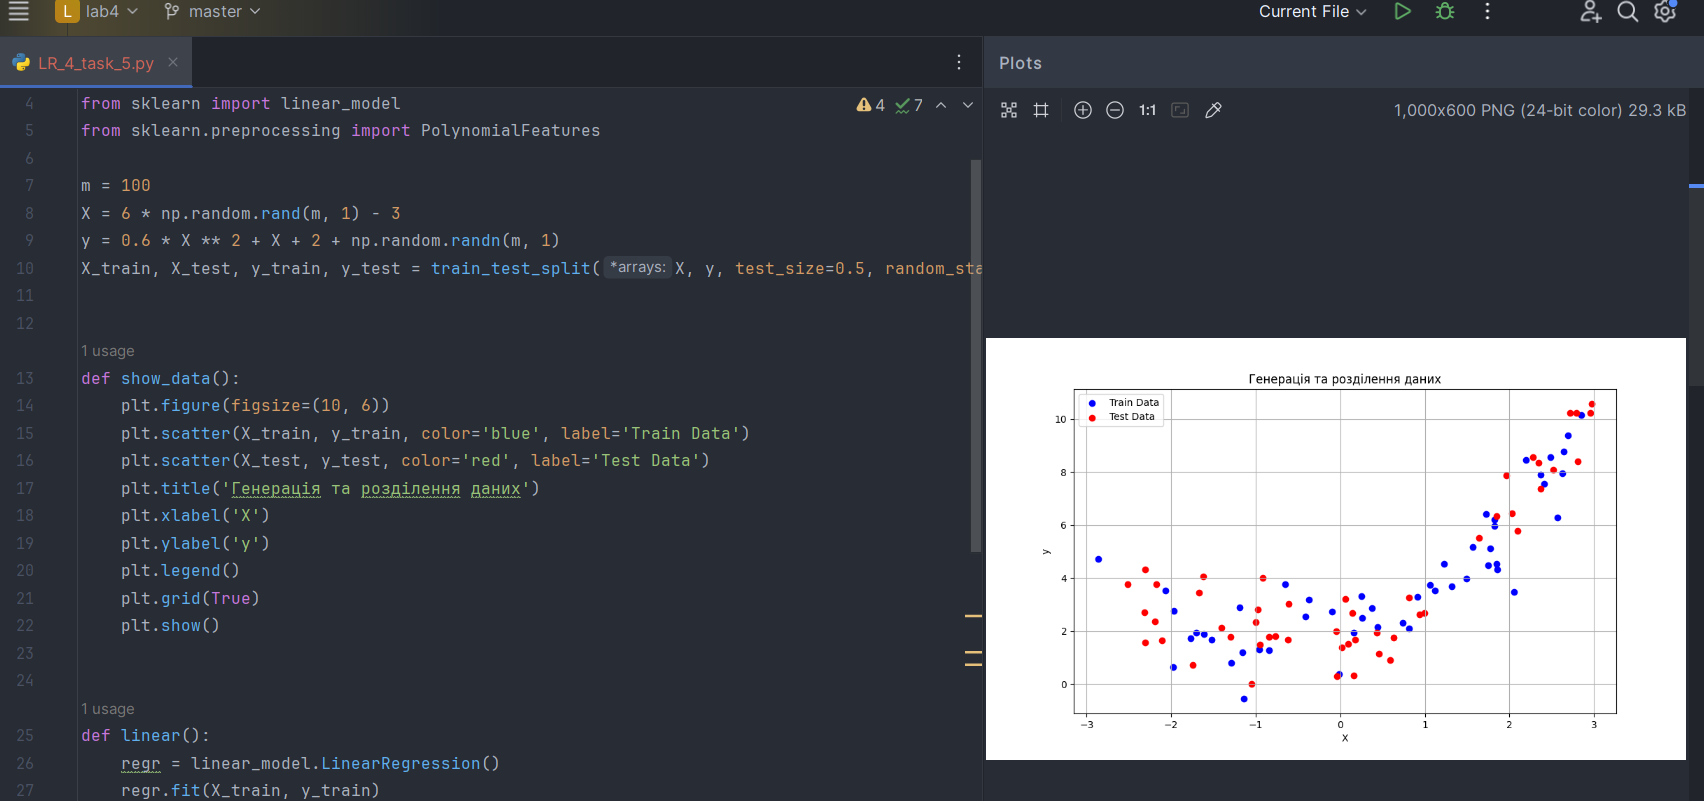 L lab4 master Current File
LR_4_task_5.py
Plots
4 from sklearn import linear_model
4 7
1:1 1,000x600 PNG (24-bit color) 29.3 kB
5 from sklearn.preprocessing import PolynomialFeatures
6
7 m = 100
8 X = 6 * np.random.rand(m, 1) - 3
9 y = 0.6 * X ** 2 + X + 2 + np.random.randn(m, 1)
10 X_train, X_test, y_train, y_test = train_test_split( *arrays: X, y, test_size=0.5, random_sta
11
12
1 usage
13 def show_data():
14 plt.figure(figsize=(10, 6))
15 plt.scatter(X_train, y_train, color='blue', label='Train Data')
16 plt.scatter(X_test, y_test, color='red', label='Test Data')
17 plt.title('Генерація та розділення даних')
18 plt.xlabel('X')
19 plt.ylabel('y')
20 plt.legend()
21 plt.grid(True)
22 plt.show()
23
24
1 usage
25 def linear():
26 regr = linear_model.LinearRegression()
27 regr.fit(X_train, y_train)
Генерація та розділення даних
Train Data
Test Data
10
8
6
4
2
0
y
−3 −2 −1 0 1 2 3
X